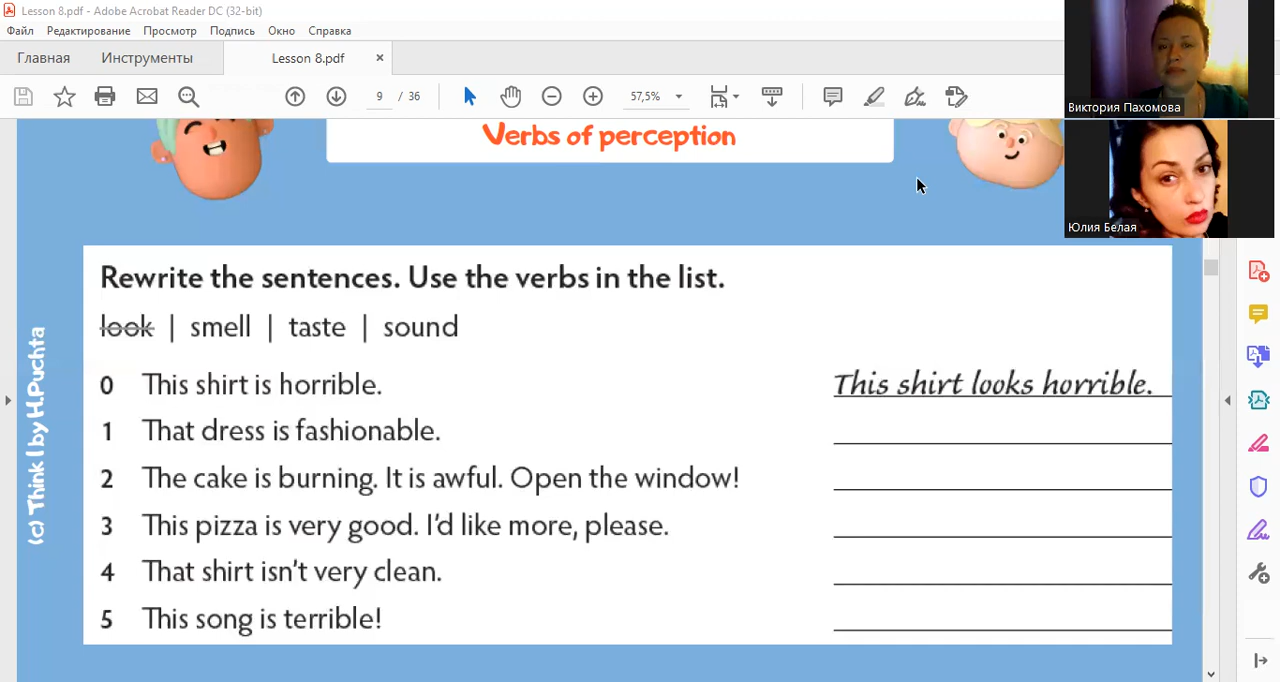 Lesson 8.pdf - Adobe Acrobat Reader DC (32-bit)
Файл Редактирование Просмотр Подпись Окно Справка
Главная Инструменты Lesson 8.pdf ×
9 / 36 57,5%
Виктория Пахомова
Юлия Белая
Verbs of perception
Rewrite the sentences. Use the verbs in the list.
look | smell | taste | sound
0 This shirt is horrible. This shirt looks horrible.
1 That dress is fashionable.
2 The cake is burning. It is awful. Open the window!
3 This pizza is very good. I'd like more, please.
4 That shirt isn't very clean.
5 This song is terrible!
(c) Think 1 by H.Puchta